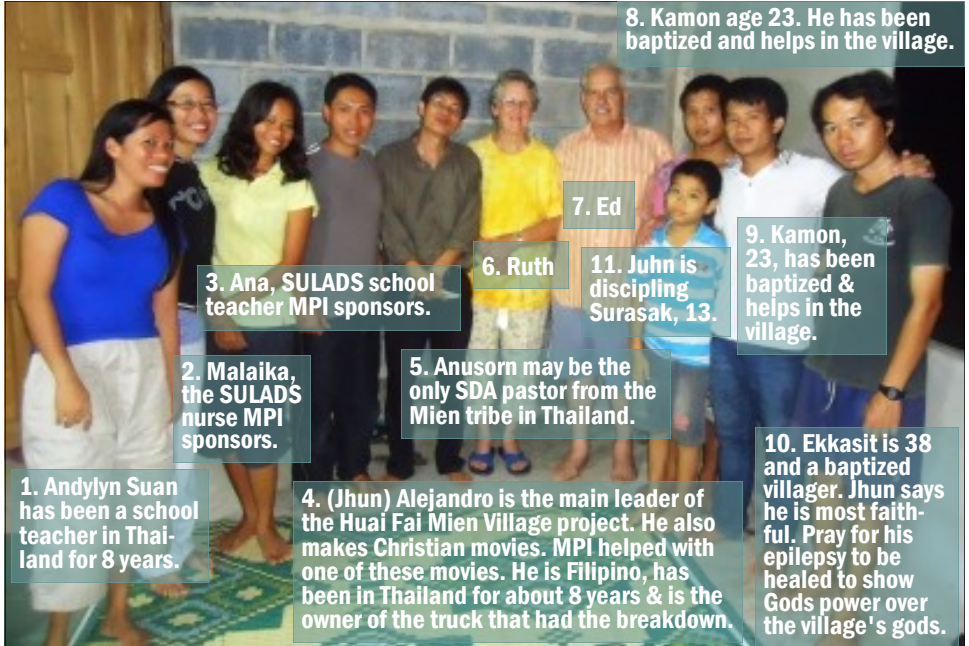 8. Kamon age 23. He has been
baptized and helps in the village.
7. Ed
6. Ruth
3. Ana, SULADS school
teacher MPI sponsors.
11. Juhn is
discipling
Surasak, 13.
9. Kamon,
23, has been
baptized &
helps in the
village.
2. Malaika,
the SULADS
nurse MPI
sponsors.
5. Anusorn may be the
only SDA pastor from the
Mien tribe in Thailand.
1. Andylyn Suan
has been a school
teacher in Thai-
land for 8 years.
4. (Jhun) Alejandro is the main leader of
the Huai Fai Mien Village project. He also
makes Christian movies. MPI helped with
one of these movies. He is Filipino, has
been in Thailand for about 8 years & is the
owner of the truck that had the breakdown.
10. Ekkasit is 38
and a baptized
villager. Jhun says
he is most faith-
ful. Pray for his
epilepsy to be
healed to show
Gods power over
the village's gods.